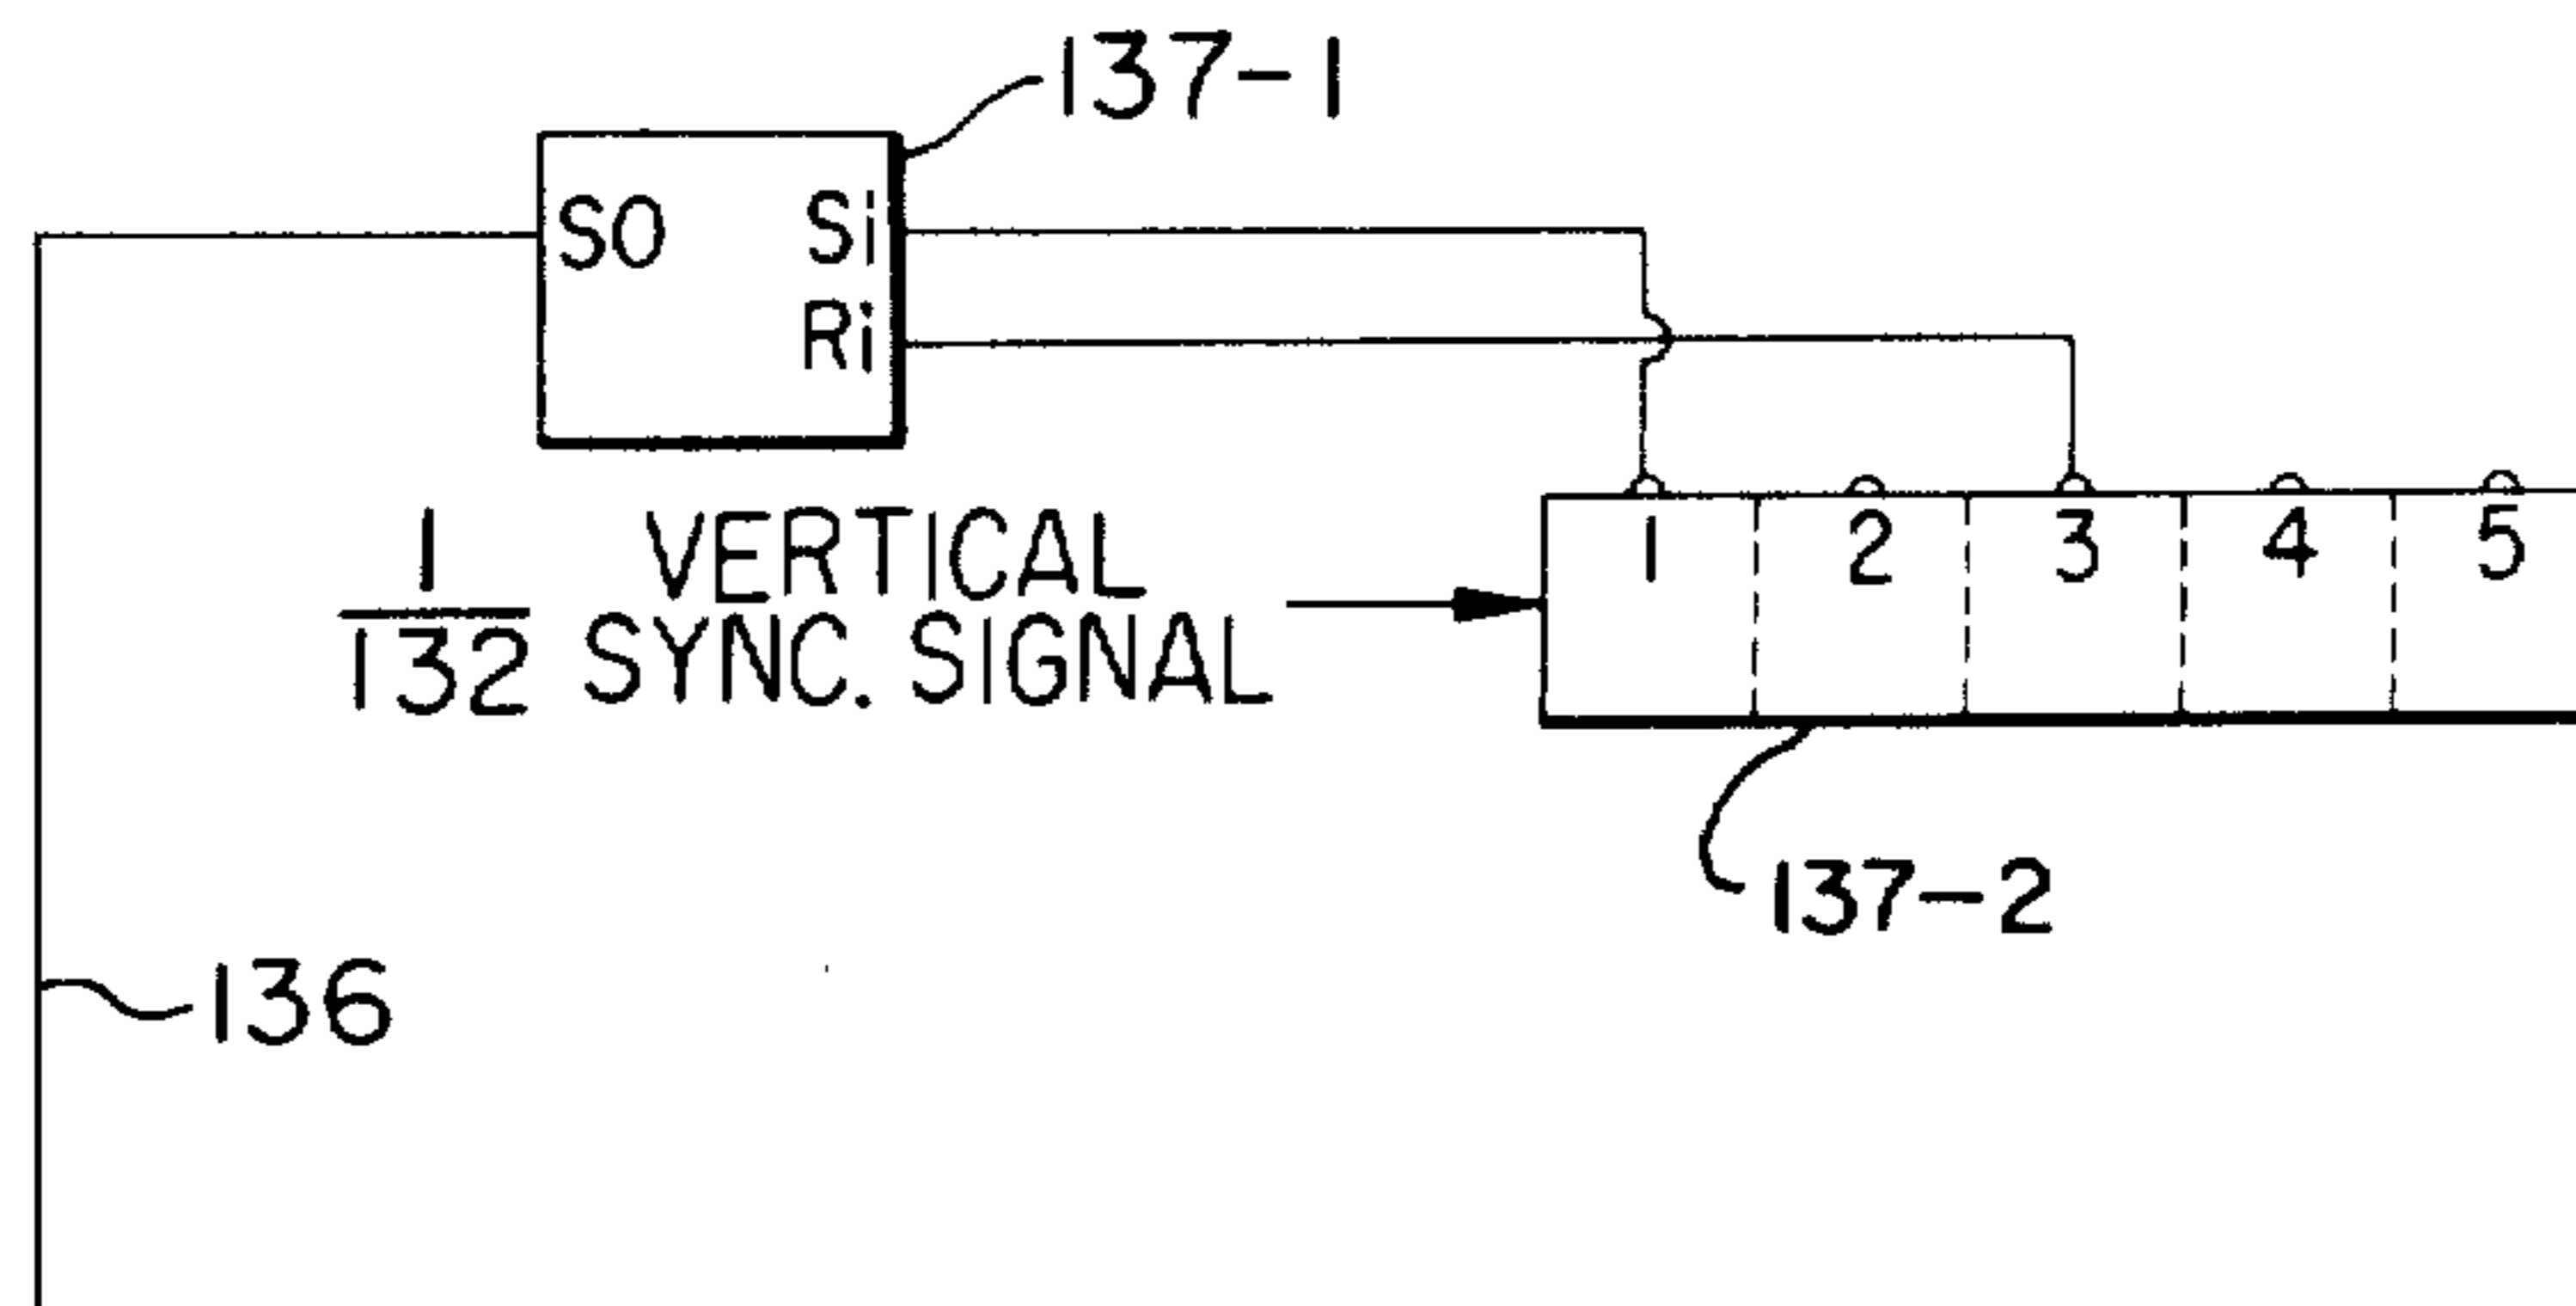 137-1
SO Si
Ri
1/132 VERTICAL
SYNC. SIGNAL
1 2 3 4 5
137-2
136